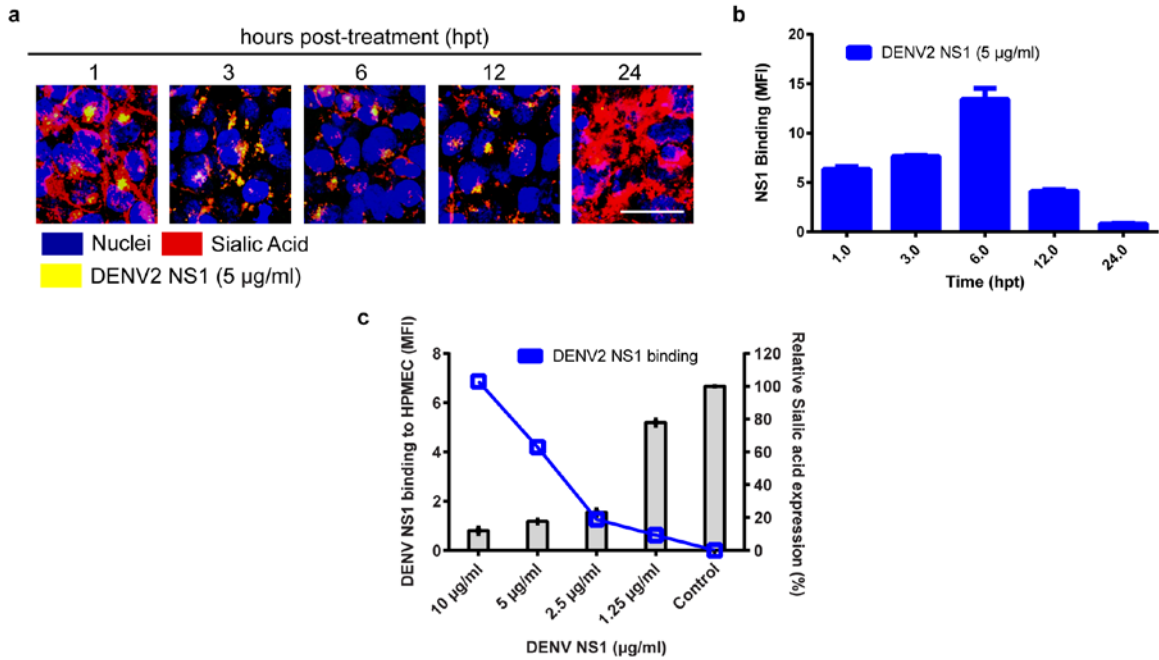 a
hours post-treatment (hpt)
1 3 6 12 24
Nuclei Sialic Acid
DENV2 NS1 (5 µg/ml)
b
NS1 Binding (MFI)
20
15
10
5
0
DENV2 NS1 (5 µg/ml)
1.0 3.0 6.0 12.0 24.0
Time (hpt)
c
DENV NS1 binding to HPMEC (MFI)
8
6
4
2
0
DENV2 NS1 binding
120
100
80
60
40
20
0
Relative Sialic acid expression (%)
10 µg/ml 5 µg/ml 2.5 µg/ml 1.25 µg/ml Control
DENV NS1 (µg/ml)